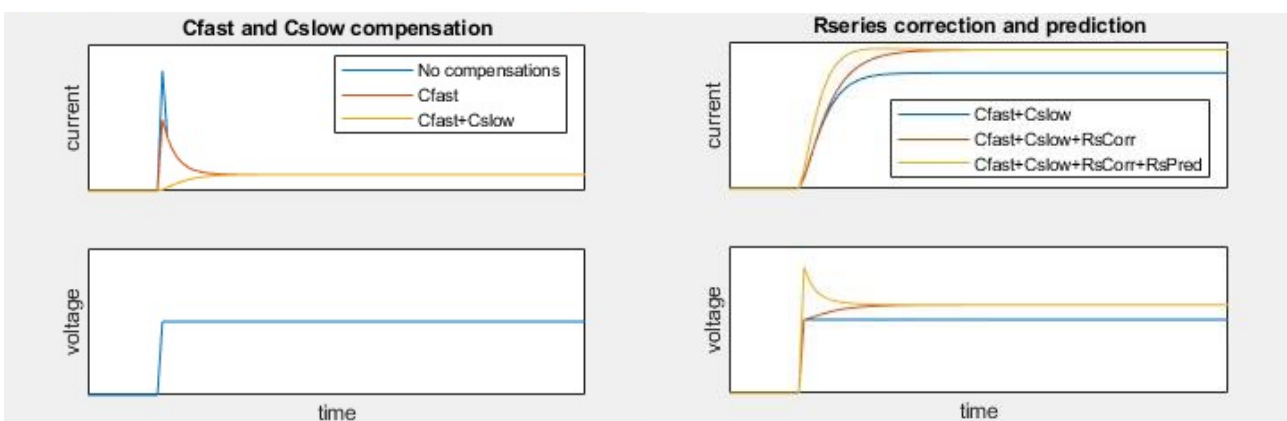 Cfast and Cslow compensation
current
No compensations
Cfast
Cfast+Cslow
voltage
time
Rseries correction and prediction
current
Cfast+Cslow
Cfast+Cslow+RsCorr
Cfast+Cslow+RsCorr+RsPred
voltage
time